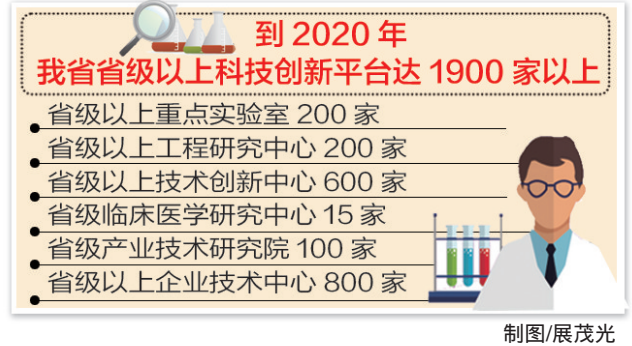 到 2020 年
我省省级以上科技创新平台达 1900 家以上
省级以上重点实验室 200 家
省级以上工程研究中心 200 家
省级以上技术创新中心 600 家
省级临床医学研究中心 15 家
省级产业技术研究院 100 家
省级以上企业技术中心 800 家
制图/展茂光